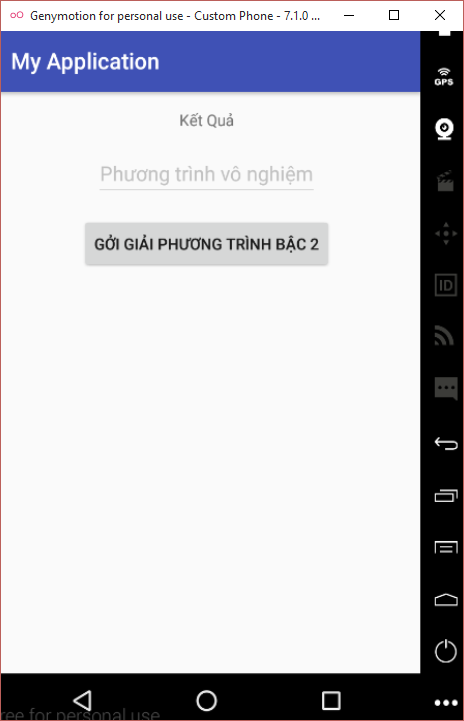 Genymotion for personal use - Custom Phone - 7.1.0 ...
My Application
GPS
Kết Quả
Phương trình vô nghiệm
GỞI GIẢI PHƯƠNG TRÌNH BẬC 2
ID
ree for personal use